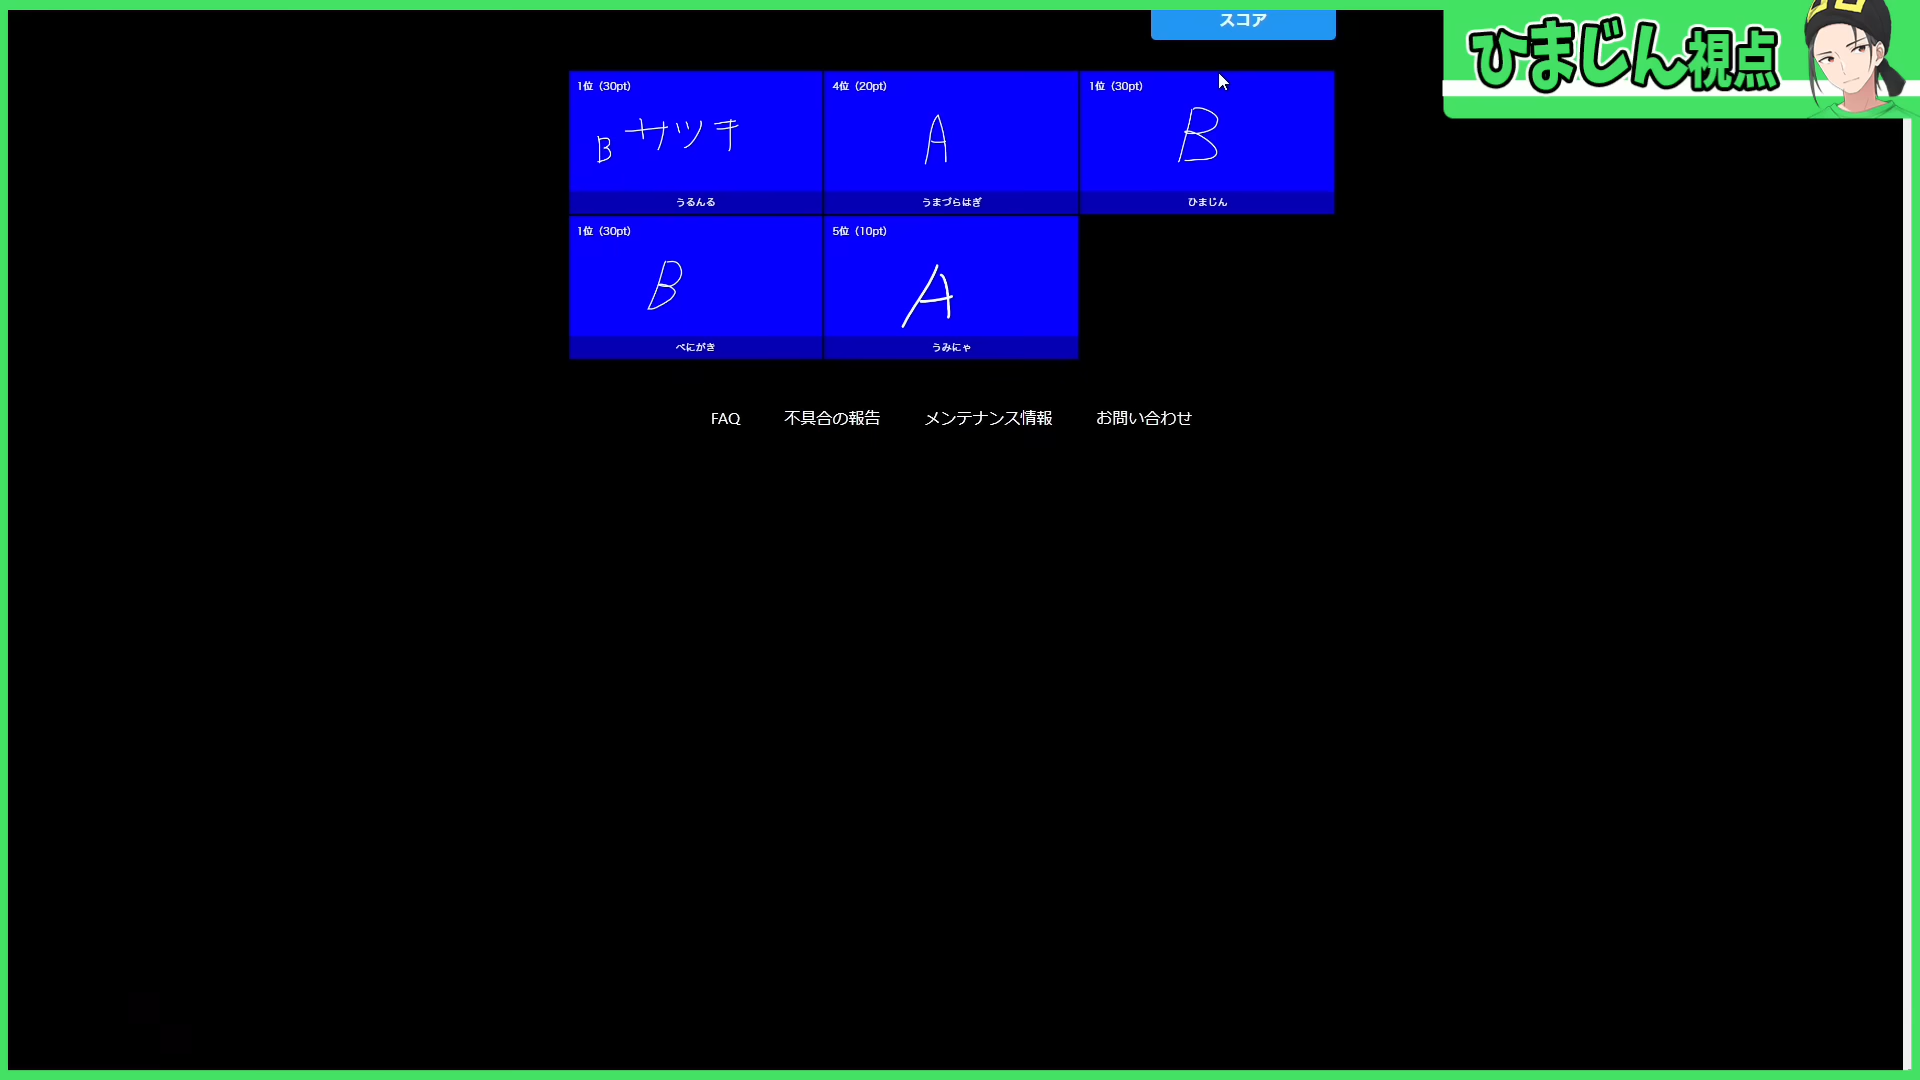 スコア
ひまじん視点
1位（30pt）
B サツキ
うるんる
4位（20pt）
A
うまづらはぎ
1位（30pt）
B
ひまじん
1位（30pt）
B
べにがき
5位（10pt）
A
うみにゃ
FAQ 不具合の報告 メンテナンス情報 お問い合わせ